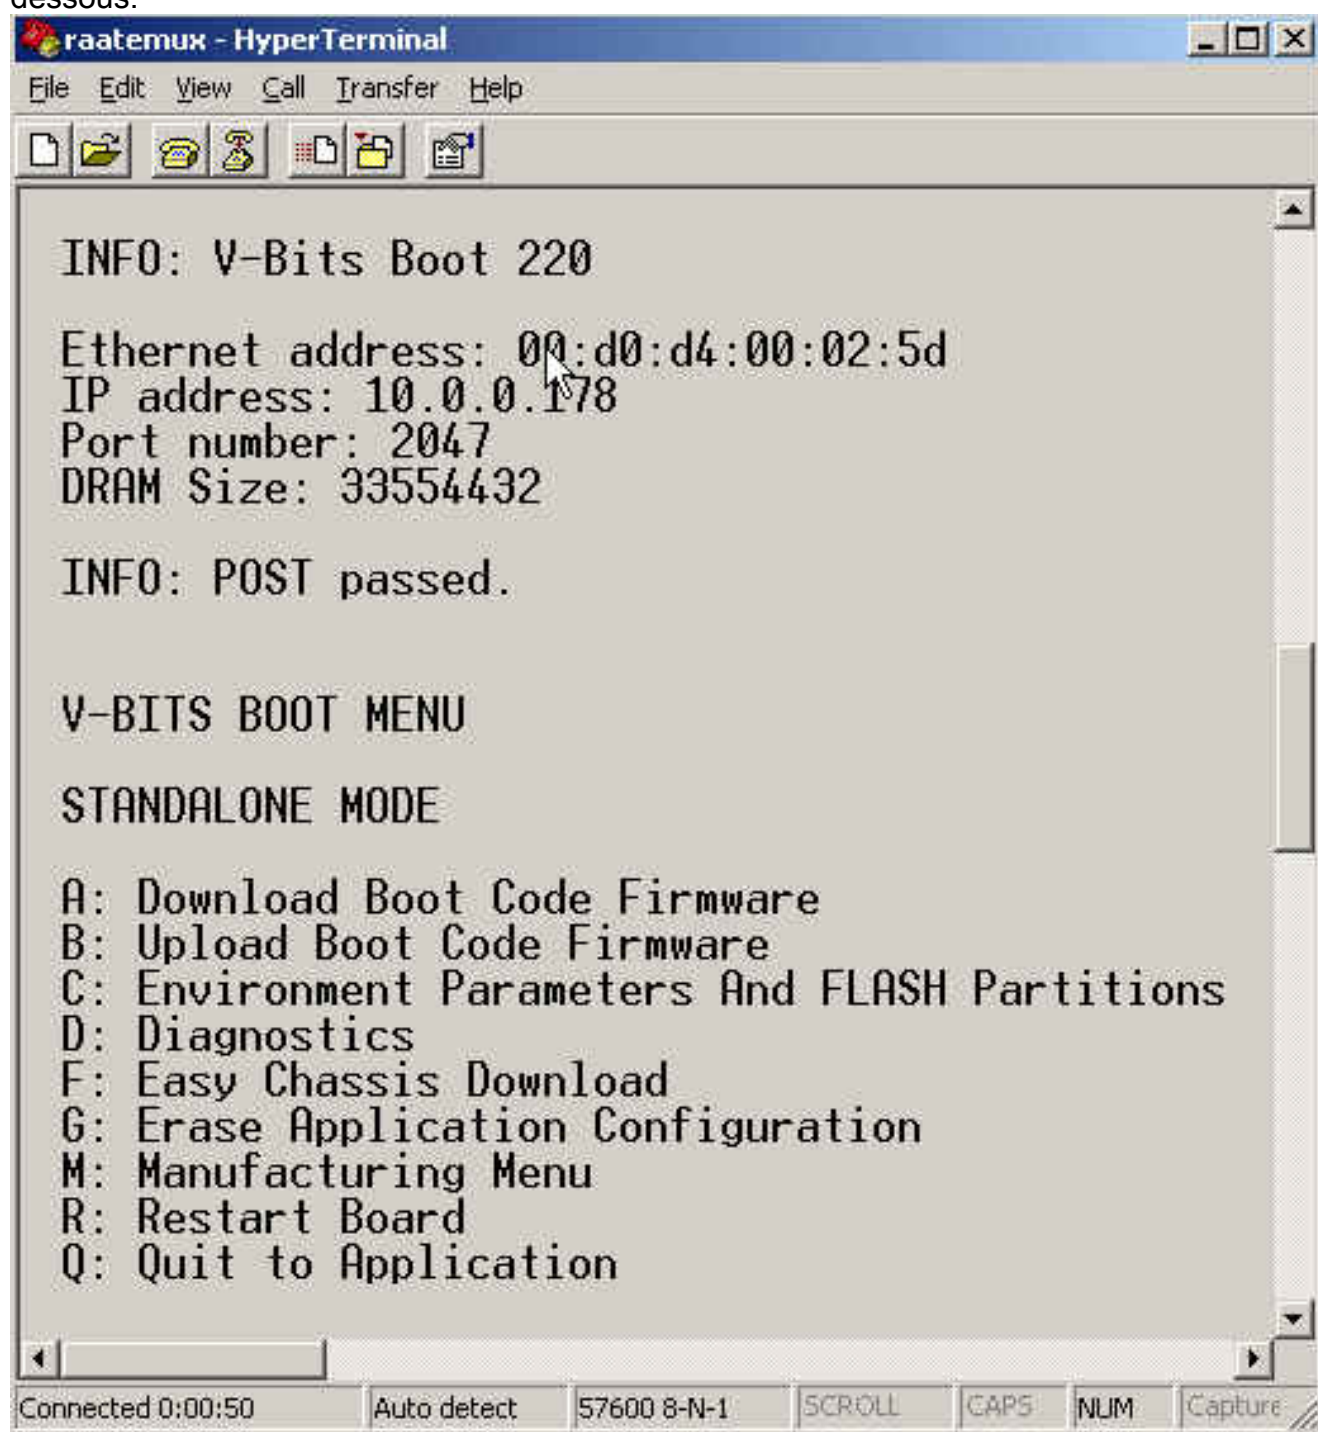 dessous.
raatemux - HyperTerminal
File Edit View Call Transfer Help
INFO: V-Bits Boot 220
Ethernet address: 00:d0:d4:00:02:5d
IP address: 10.0.0.178
Port number: 2047
DRAM Size: 33554432
INFO: POST passed.
V-BITS BOOT MENU
STANDALONE MODE
A: Download Boot Code Firmware
B: Upload Boot Code Firmware
C: Environment Parameters And FLASH Partitions
D: Diagnostics
F: Easy Chassis Download
G: Erase Application Configuration
M: Manufacturing Menu
R: Restart Board
Q: Quit to Application
Connected 0:00:50 Auto detect 57600 8-N-1 SCROLL CAPS NUM Capture